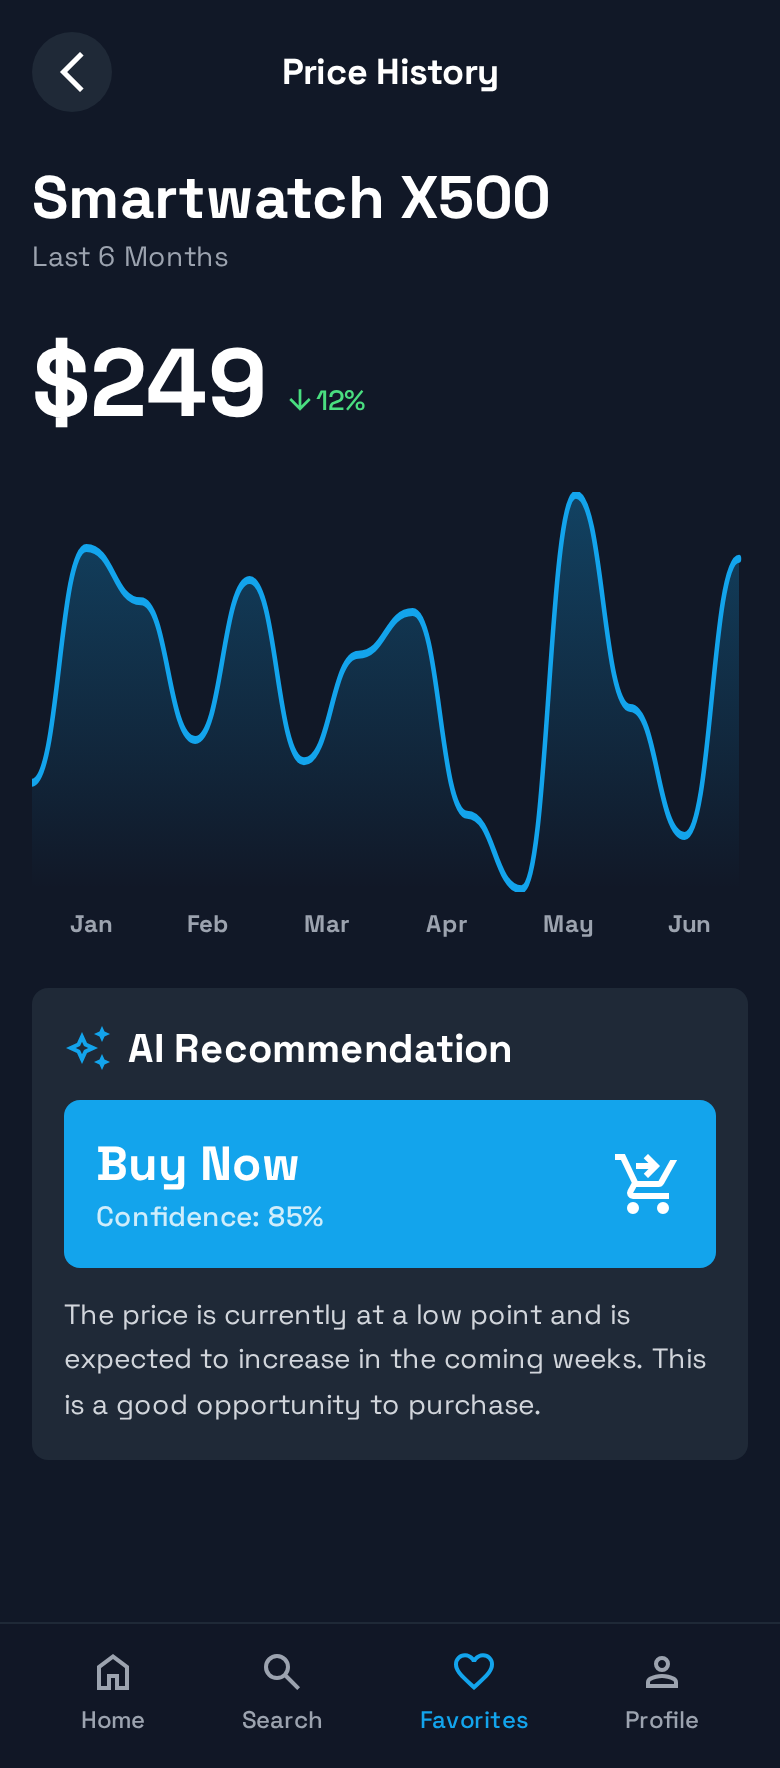 Price History
Smartwatch X500
Last 6 Months
$249 ↓12%
Jan Feb Mar Apr May Jun
AI Recommendation
Buy Now
Confidence: 85%
The price is currently at a low point and is
expected to increase in the coming weeks. This
is a good opportunity to purchase.
Home Search Favorites Profile